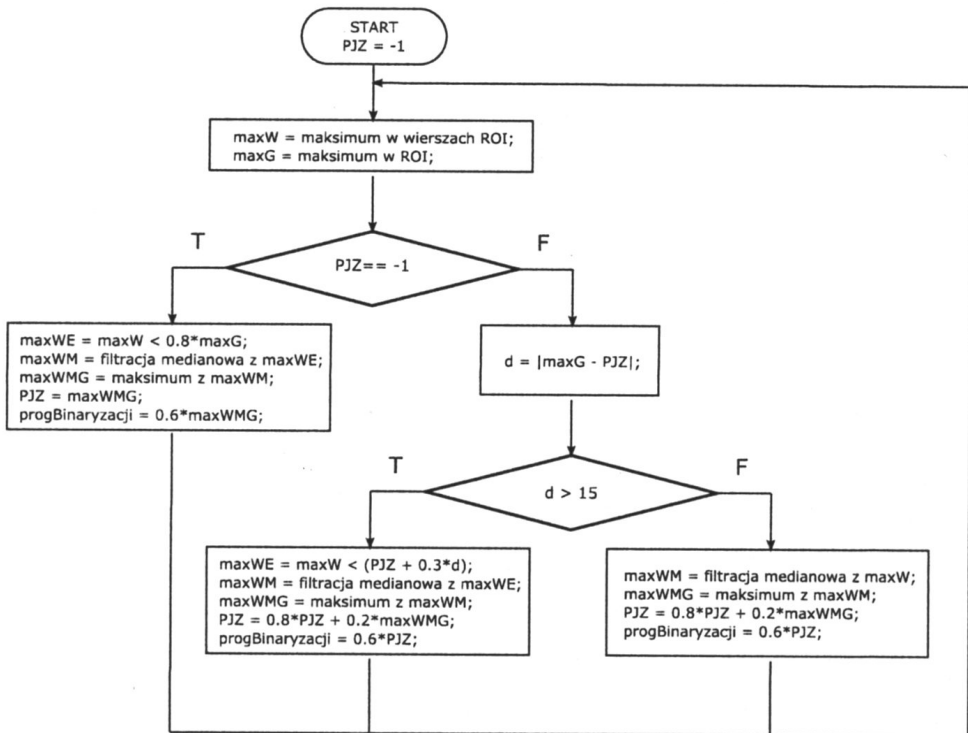 START
PJZ = -1
maxW = maksimum w wierszach ROI;
maxG = maksimum w ROI;
T
F
PJZ== -1
maxWE = maxW < 0.8*maxG;
maxWM = filtracja medianowa z maxWE;
maxWMG = maksimum z maxWM;
PJZ = maxWMG;
progBinaryzacji = 0.6*maxWMG;
d = |maxG - PJZ|;
T
F
d > 15
maxWE = maxW < (PJZ + 0.3*d);
maxWM = filtracja medianowa z maxWE;
maxWMG = maksimum z maxWM;
PJZ = 0.8*PJZ + 0.2*maxWMG;
progBinaryzacji = 0.6*PJZ;
maxWM = filtracja medianowa z maxW;
maxWMG = maksimum z maxWM;
PJZ = 0.8*PJZ + 0.2*maxWMG;
progBinaryzacji = 0.6*PJZ;